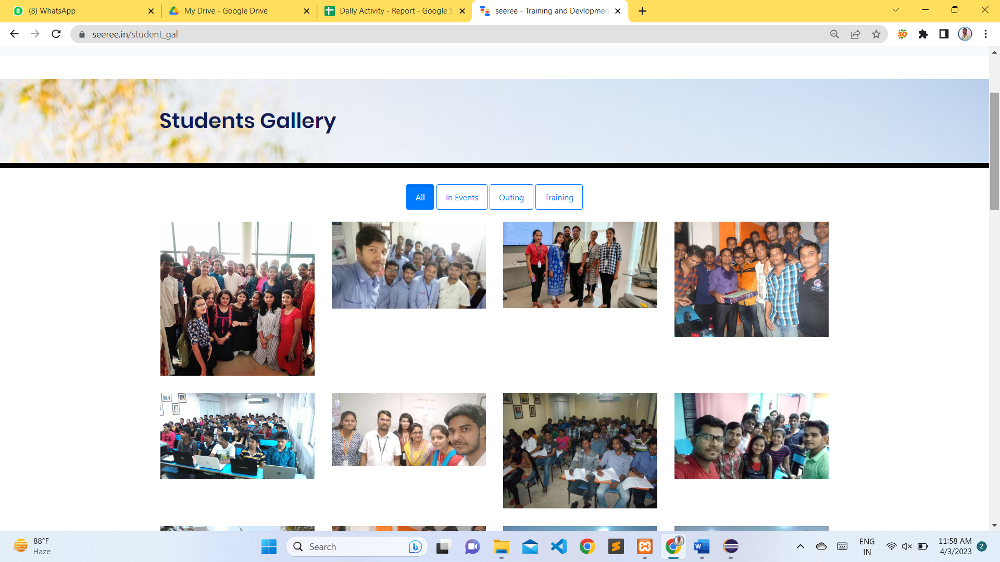 (8) WhatsApp
My Drive - Google Drive
Dally Activity - Report - Google S
seeree - Training and Devlopmen
seeree.in/student_gal
Students Gallery
All
In Events
Outing
Training
88°F
Haze
Search
ENG
IN
11:58 AM
4/3/2023
2